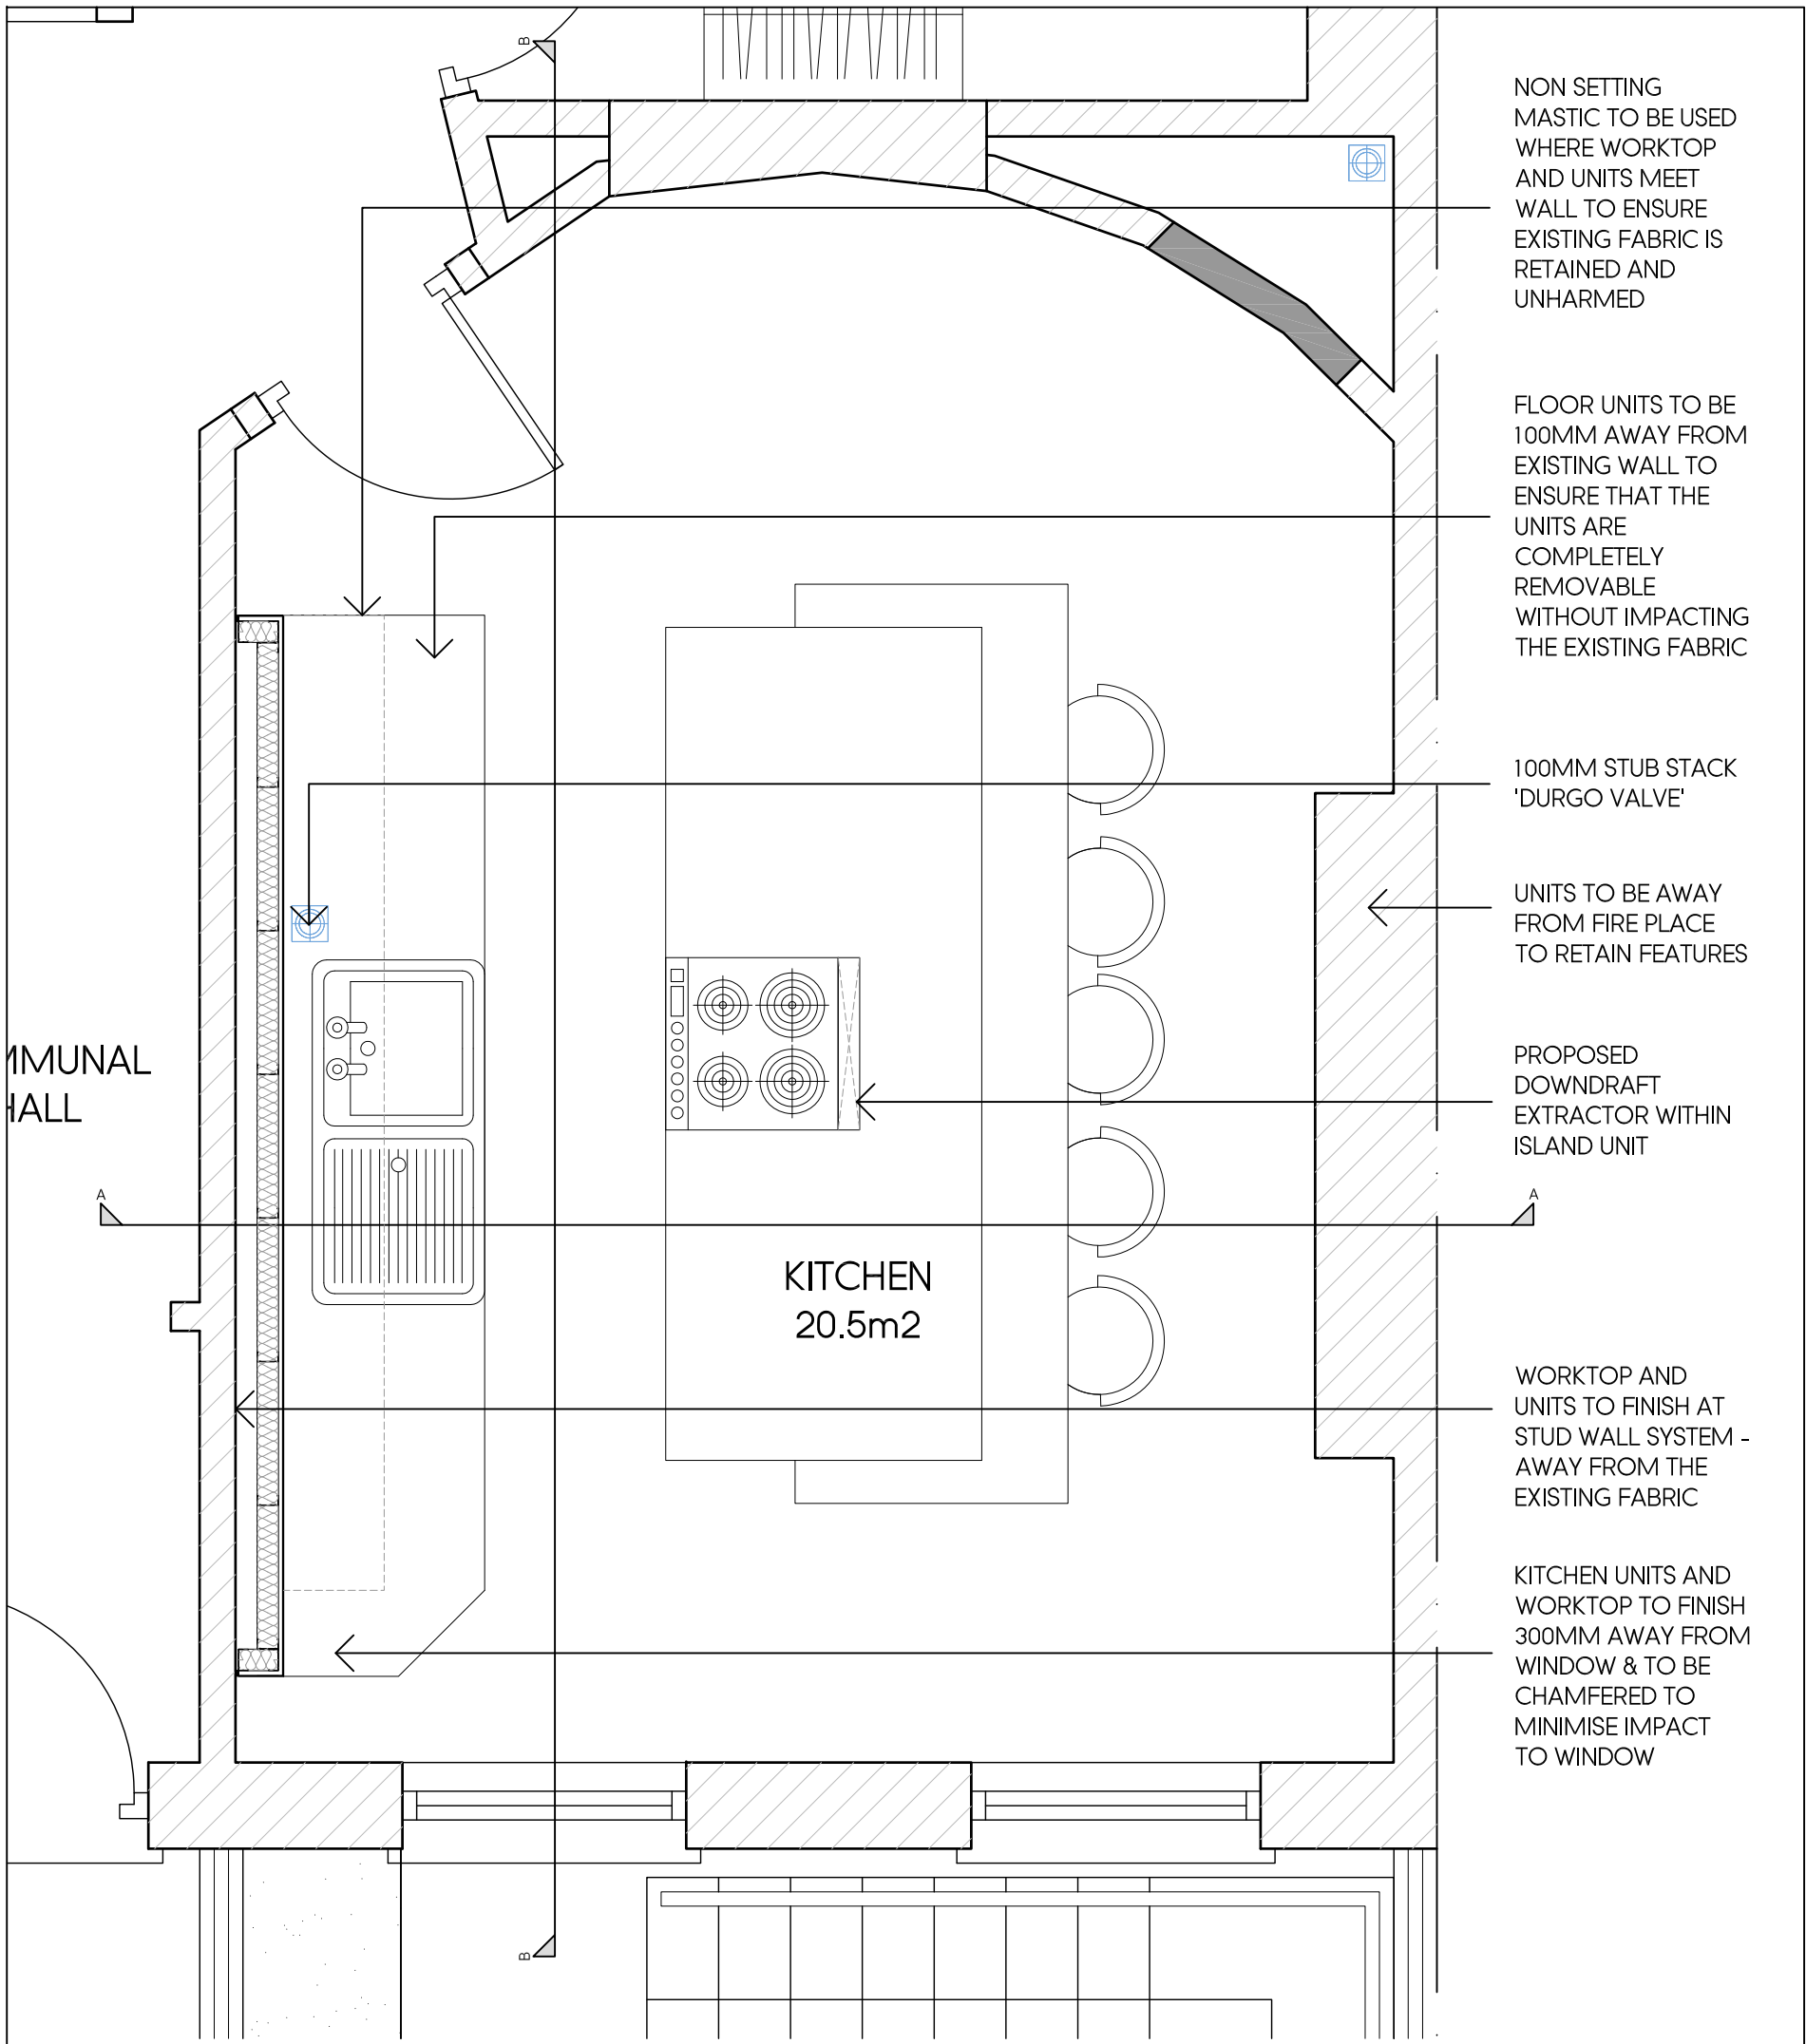 B
NON SETTING
MASTIC TO BE USED
WHERE WORKTOP
AND UNITS MEET
WALL TO ENSURE
EXISTING FABRIC IS
RETAINED AND
UNHARMED
FLOOR UNITS TO BE
100MM AWAY FROM
EXISTING WALL TO
ENSURE THAT THE
UNITS ARE
COMPLETELY
REMOVABLE
WITHOUT IMPACTING
THE EXISTING FABRIC
100MM STUB STACK
'DURGO VALVE'
UNITS TO BE AWAY
FROM FIRE PLACE
TO RETAIN FEATURES
MMUNAL
HALL
PROPOSED
DOWNDRAFT
EXTRACTOR WITHIN
ISLAND UNIT
A
A
KITCHEN
20.5m2
WORKTOP AND
UNITS TO FINISH AT
STUD WALL SYSTEM -
AWAY FROM THE
EXISTING FABRIC
KITCHEN UNITS AND
WORKTOP TO FINISH
300MM AWAY FROM
WINDOW & TO BE
CHAMFERED TO
MINIMISE IMPACT
TO WINDOW
B